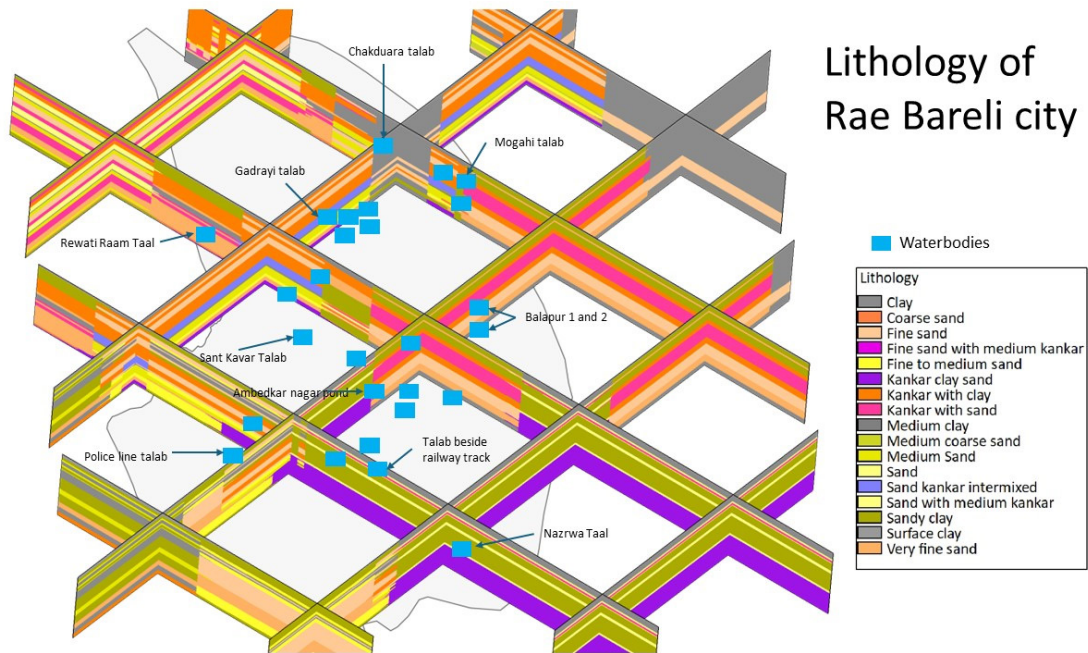 Lithology of
Rae Bareli city
Chakduara talab
Mogahi talab
Gadrayi talab
Rewati Raam Taal
Waterbodies
Balapur 1 and 2
Sant Kavar Talab
Ambedkar nagar pond
Talab beside
railway track
Police line talab
Nazrwa Taal
Lithology
Clay
Coarse sand
Fine sand
Fine sand with medium kankar
Fine to medium sand
Kankar clay sand
Kankar with clay
Kankar with sand
Medium clay
Medium coarse sand
Medium Sand
Sand
Sand kankar intermixed
Sand with medium kankar
Sandy clay
Surface clay
Very fine sand